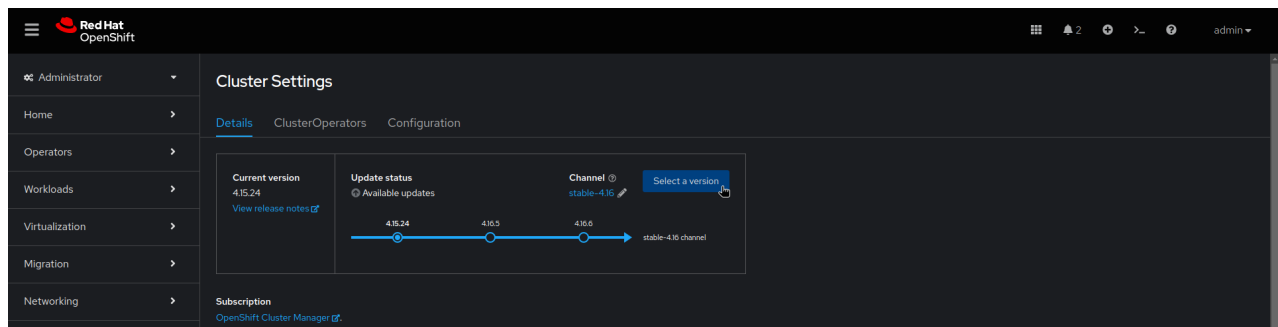 Red Hat
OpenShift
2
admin
Administrator
Home
Operators
Workloads
Virtualization
Migration
Networking
Cluster Settings
Details ClusterOperators Configuration
Current version
4.15.24
View release notes
Update status
Available updates
Channel
stable-4.16
Select a version
4.15.24 4.16.5 4.16.6
stable-4.16 channel
Subscription
OpenShift Cluster Manager.